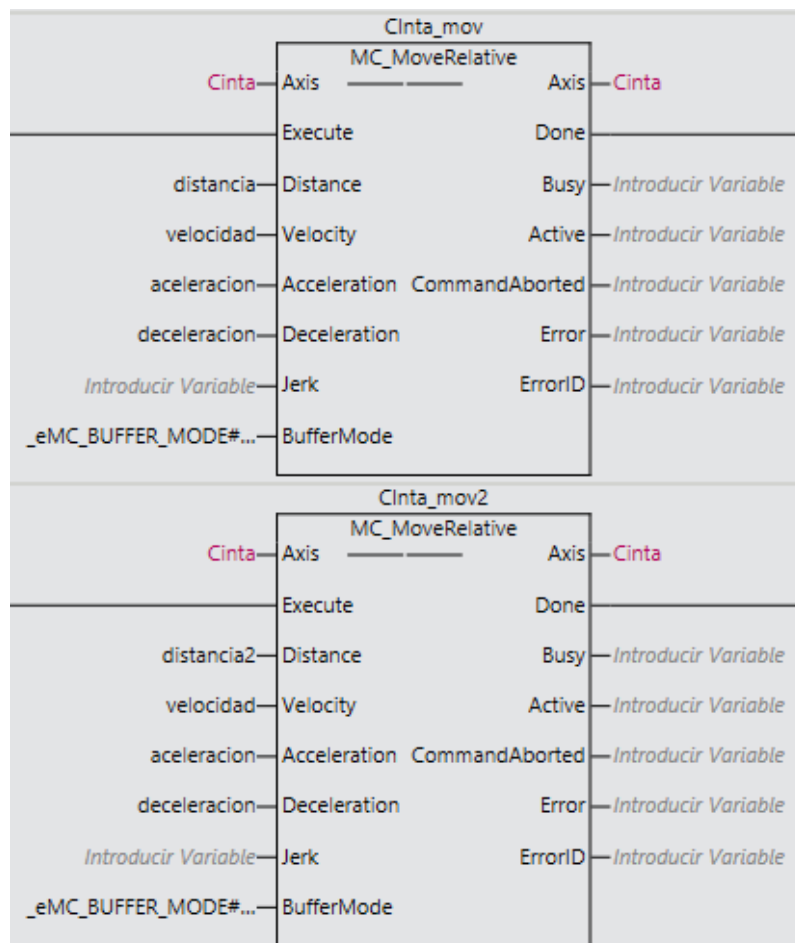 CInta_mov
MC_MoveRelative
Cinta Axis Axis Cinta
Execute Done
distancia Distance Busy Introducir Variable
velocidad Velocity Active Introducir Variable
aceleracion Acceleration CommandAborted Introducir Variable
deceleracion Deceleration Error Introducir Variable
Introducir Variable Jerk ErrorID Introducir Variable
_eMC_BUFFER_MODE#... BufferMode
CInta_mov2
MC_MoveRelative
Cinta Axis Axis Cinta
Execute Done
distancia2 Distance Busy Introducir Variable
velocidad Velocity Active Introducir Variable
aceleracion Acceleration CommandAborted Introducir Variable
deceleracion Deceleration Error Introducir Variable
Introducir Variable Jerk ErrorID Introducir Variable
_eMC_BUFFER_MODE#... BufferMode